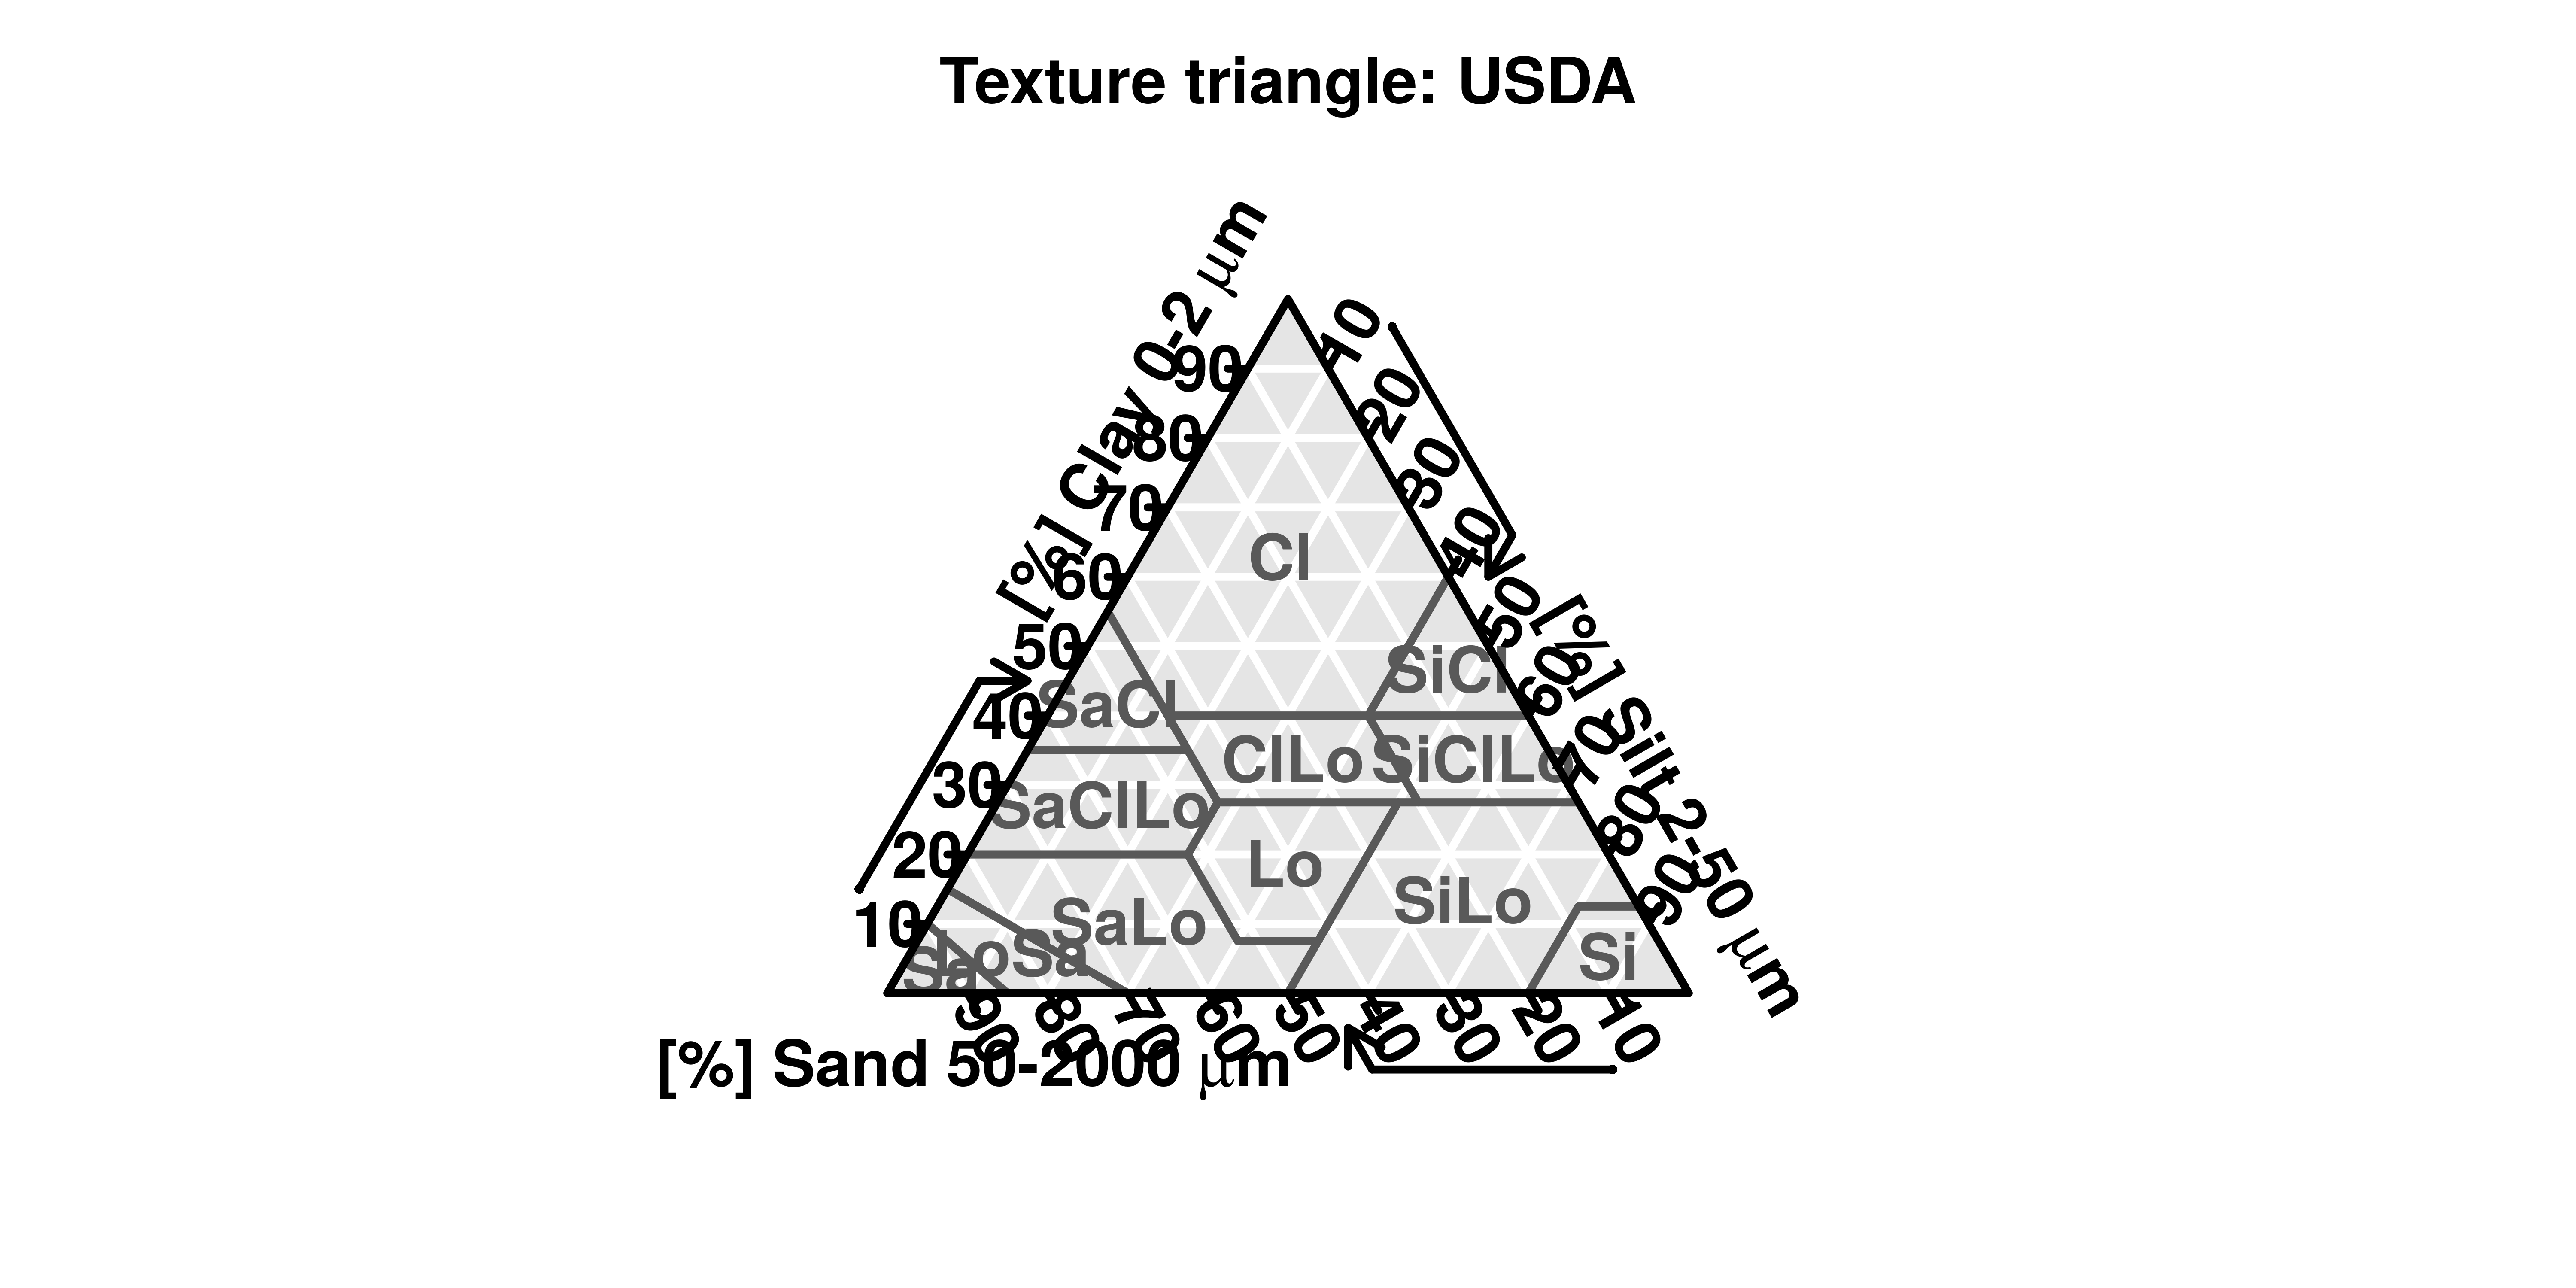 Texture triangle: USDA
[%] Clay 0-2 μm
90
80
70
60
50
40
30
20
10
10
20
30
40
50
60
70
80
90
[%] Silt 2-50 μm
Cl
SiCl
SaCl
ClLo
SiClLo
SaClLo
Lo
SiLo
SaLo
LoSa
Sa
Si
90
80
70
60
50
40
30
20
10
[%] Sand 50-2000 μm